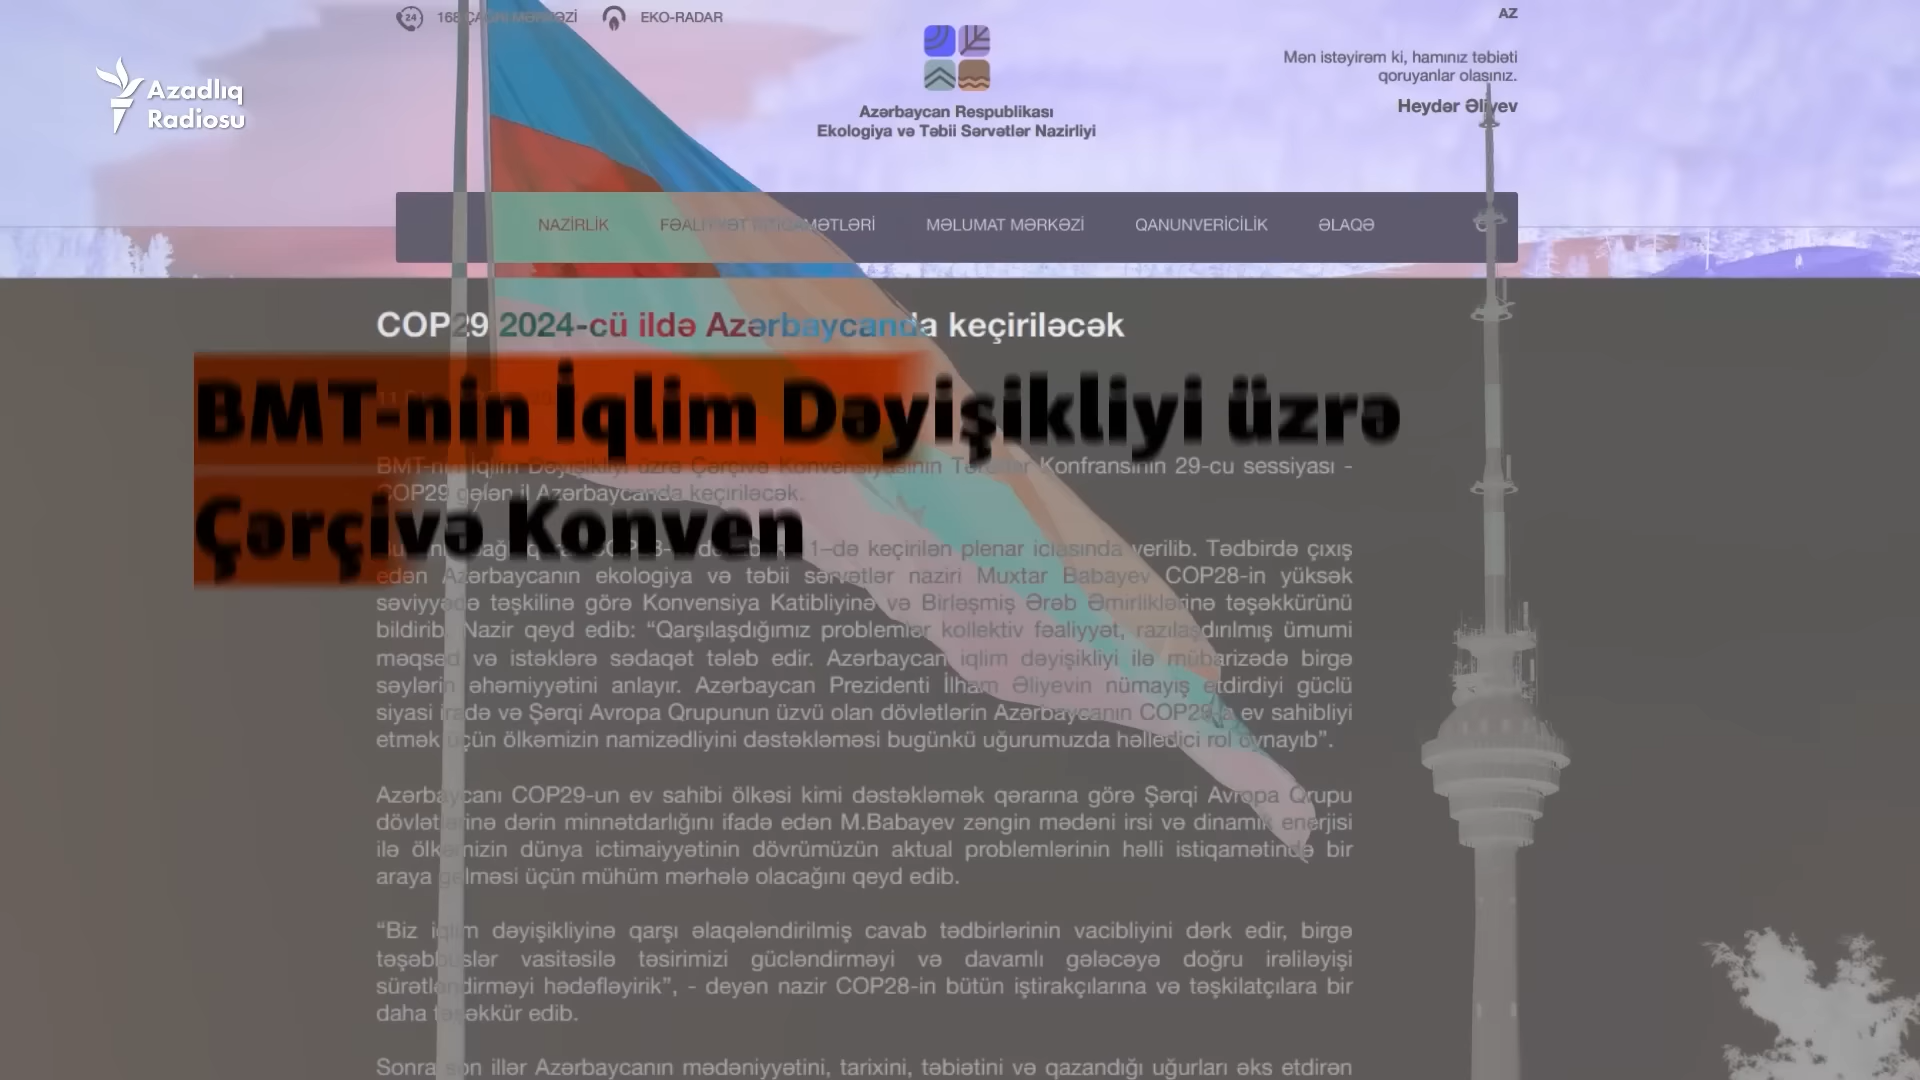 168 ÇAĞRI MƏRKƏZİ
EKO-RADAR
AZ
Azadlıq
Radiosu
Mən istəyirəm ki, hamınız təbiəti
qoruyanlar olasınız.
Heydər Əliyev
Azərbaycan Respublikası
Ekologiya və Təbii Sərvətlər Nazirliyi
NAZİRLİK
FƏALİYYƏT İSTİQAMƏTLƏRİ
MƏLUMAT MƏRKƏZİ
QANUNVERİCİLİK
ƏLAQƏ
COP29 2024-cü ildə Azərbaycanda keçiriləcək
BMT-nin İqlim Dəyişikliyi üzrə
Çərçivə Konven
BMT-nin İqlim Dəyişikliyi üzrə Çərçivə Konvensiyasının Tərəflər Konfransının 29-cu sessiyası -
COP29 gələn il Azərbaycanda keçiriləcək.
1–də keçirilən plenar iclasında verilib. Tədbirdə çıxış
edən Azərbaycanın ekologiya və təbii sərvətlər naziri Muxtar Babayev COP28-in yüksək
səviyyədə təşkilinə görə Konvensiya Katibliyinə və Birləşmiş Ərəb Əmirliklərinə təşəkkürünü
bildirib. Nazir qeyd edib: “Qarşılaşdığımız problemlər kollektiv fəaliyyət, razılaşdırılmış ümumi
məqsəd və istəklərə sədaqət tələb edir. Azərbaycan iqlim dəyişikliyi ilə mübarizədə birgə
səylərin əhəmiyyətini anlayır. Azərbaycan Prezidenti İlham Əliyevin nümayiş etdirdiyi güclü
siyasi iradə və Şərqi Avropa Qrupunun üzvü olan dövlətlərin Azərbaycanın COP29-a ev sahibliyi
etmək üçün ölkəmizin namizədliyini dəstəkləməsi bugünkü uğurumuzda həlledici rol oynayıb”.
Azərbaycanı COP29-un ev sahibi ölkəsi kimi dəstəkləmək qərarına görə Şərqi Avropa Qrupu
dövlətlərinə dərin minnətdarlığını ifadə edən M.Babayev zəngin mədəni irsi və dinamik enerjisi
ilə ölkəmizin dünya ictimaiyyətinin dövrümüzün aktual problemlərinin həlli istiqamətində bir
araya gəlməsi üçün mühüm mərhələ olacağını qeyd edib.
“Biz iqlim dəyişikliyinə qarşı əlaqələndirilmiş cavab tədbirlərinin vacibliyini dərk edir, birgə
təşəbbüslər vasitəsilə təsirimizi gücləndirməyi və davamlı gələcəyə doğru irəliləyişi
sürətləndirməyi hədəfləyirik”, - deyən nazir COP28-in bütün iştirakçılarına və təşkilatçılara bir
daha təşəkkür edib.
Sonra son illər Azərbaycanın mədəniyyətini, tarixini, təbiətini və qazandığı uğurları əks etdirən